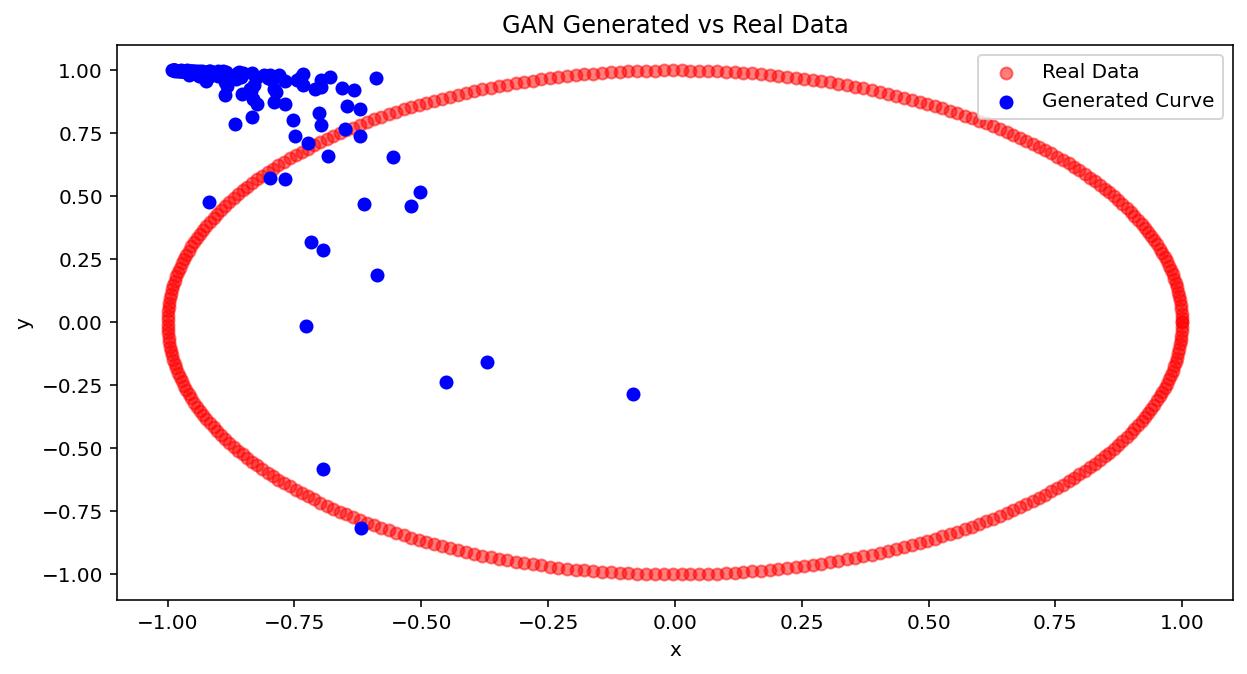 GAN Generated vs Real Data
Real Data
Generated Curve
1.00
0.75
0.50
0.25
0.00
−0.25
−0.50
−0.75
−1.00
y
−1.00 −0.75 −0.50 −0.25 0.00 0.25 0.50 0.75 1.00
x